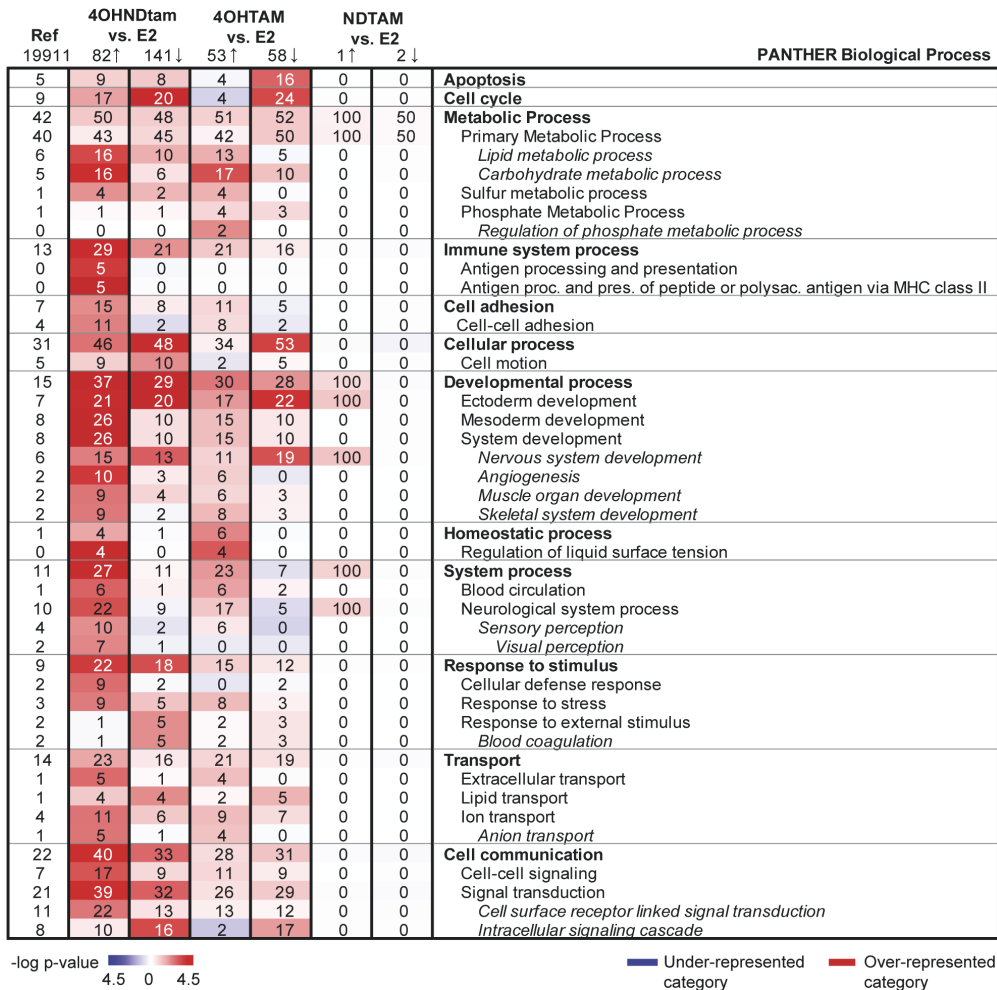 4OHNDtam 4OHTAM NDTAM
Ref vs. E2 vs. E2 vs. E2
19911 82↑ 141↓ 53↑ 58↓ 1↑ 2↓ PANTHER Biological Process
5 9 8 4 16 0 0 Apoptosis
9 17 20 4 24 0 0 Cell cycle
42 50 48 51 52 100 50 Metabolic Process
40 43 45 42 50 100 50 Primary Metabolic Process
6 16 10 13 5 0 0 Lipid metabolic process
5 16 6 17 10 0 0 Carbohydrate metabolic process
1 4 2 4 0 0 0 Sulfur metabolic process
1 1 1 4 3 0 0 Phosphate Metabolic Process
0 0 0 2 0 0 0 Regulation of phosphate metabolic process
13 29 21 21 16 0 0 Immune system process
0 5 0 0 0 0 0 Antigen processing and presentation
0 5 0 0 0 0 0 Antigen proc. and pres. of peptide or polysac. antigen via MHC class II
7 15 8 11 5 0 0 Cell adhesion
4 11 2 8 2 0 0 Cell-cell adhesion
31 46 48 34 53 0 0 Cellular process
5 9 10 2 5 0 0 Cell motion
15 37 29 30 28 100 0 Developmental process
7 21 20 17 22 100 0 Ectoderm development
8 26 10 15 10 0 0 Mesoderm development
8 26 10 15 10 0 0 System development
6 15 13 11 19 100 0 Nervous system development
2 10 3 6 0 0 0 Angiogenesis
2 9 4 6 3 0 0 Muscle organ development
2 9 2 8 3 0 0 Skeletal system development
1 4 1 6 0 0 0 Homeostatic process
0 4 0 4 0 0 0 Regulation of liquid surface tension
11 27 11 23 7 100 0 System process
1 6 1 6 2 0 0 Blood circulation
10 22 9 17 5 100 0 Neurological system process
4 10 2 6 0 0 0 Sensory perception
2 7 1 0 0 0 0 Visual perception
9 22 18 15 12 0 0 Response to stimulus
2 9 2 0 2 0 0 Cellular defense response
3 9 5 8 3 0 0 Response to stress
2 1 5 2 3 0 0 Response to external stimulus
2 1 5 2 3 0 0 Blood coagulation
14 23 16 21 19 0 0 Transport
1 5 1 4 0 0 0 Extracellular transport
1 4 4 2 5 0 0 Lipid transport
4 11 6 9 7 0 0 Ion transport
1 5 1 4 0 0 0 Anion transport
22 40 33 28 31 0 0 Cell communication
7 17 9 11 9 0 0 Cell-cell signaling
21 39 32 26 29 0 0 Signal transduction
11 22 13 13 12 0 0 Cell surface receptor linked signal transduction
8 10 16 2 17 0 0 Intracellular signaling cascade
-log p-value 4.5 0 4.5
Under-represented category
Over-represented category